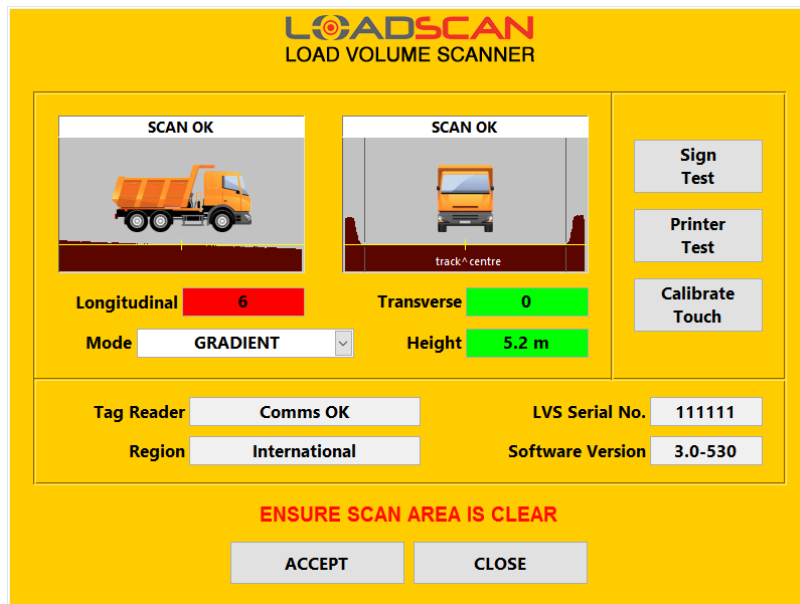 LOADSCAN
LOAD VOLUME SCANNER
SCAN OK
SCAN OK
track^centre
Longitudinal 6
Transverse 0
Mode GRADIENT
Height 5.2 m
Sign
Test
Printer
Test
Calibrate
Touch
Tag Reader Comms OK
LVS Serial No. 111111
Region International
Software Version 3.0-530
ENSURE SCAN AREA IS CLEAR
ACCEPT
CLOSE